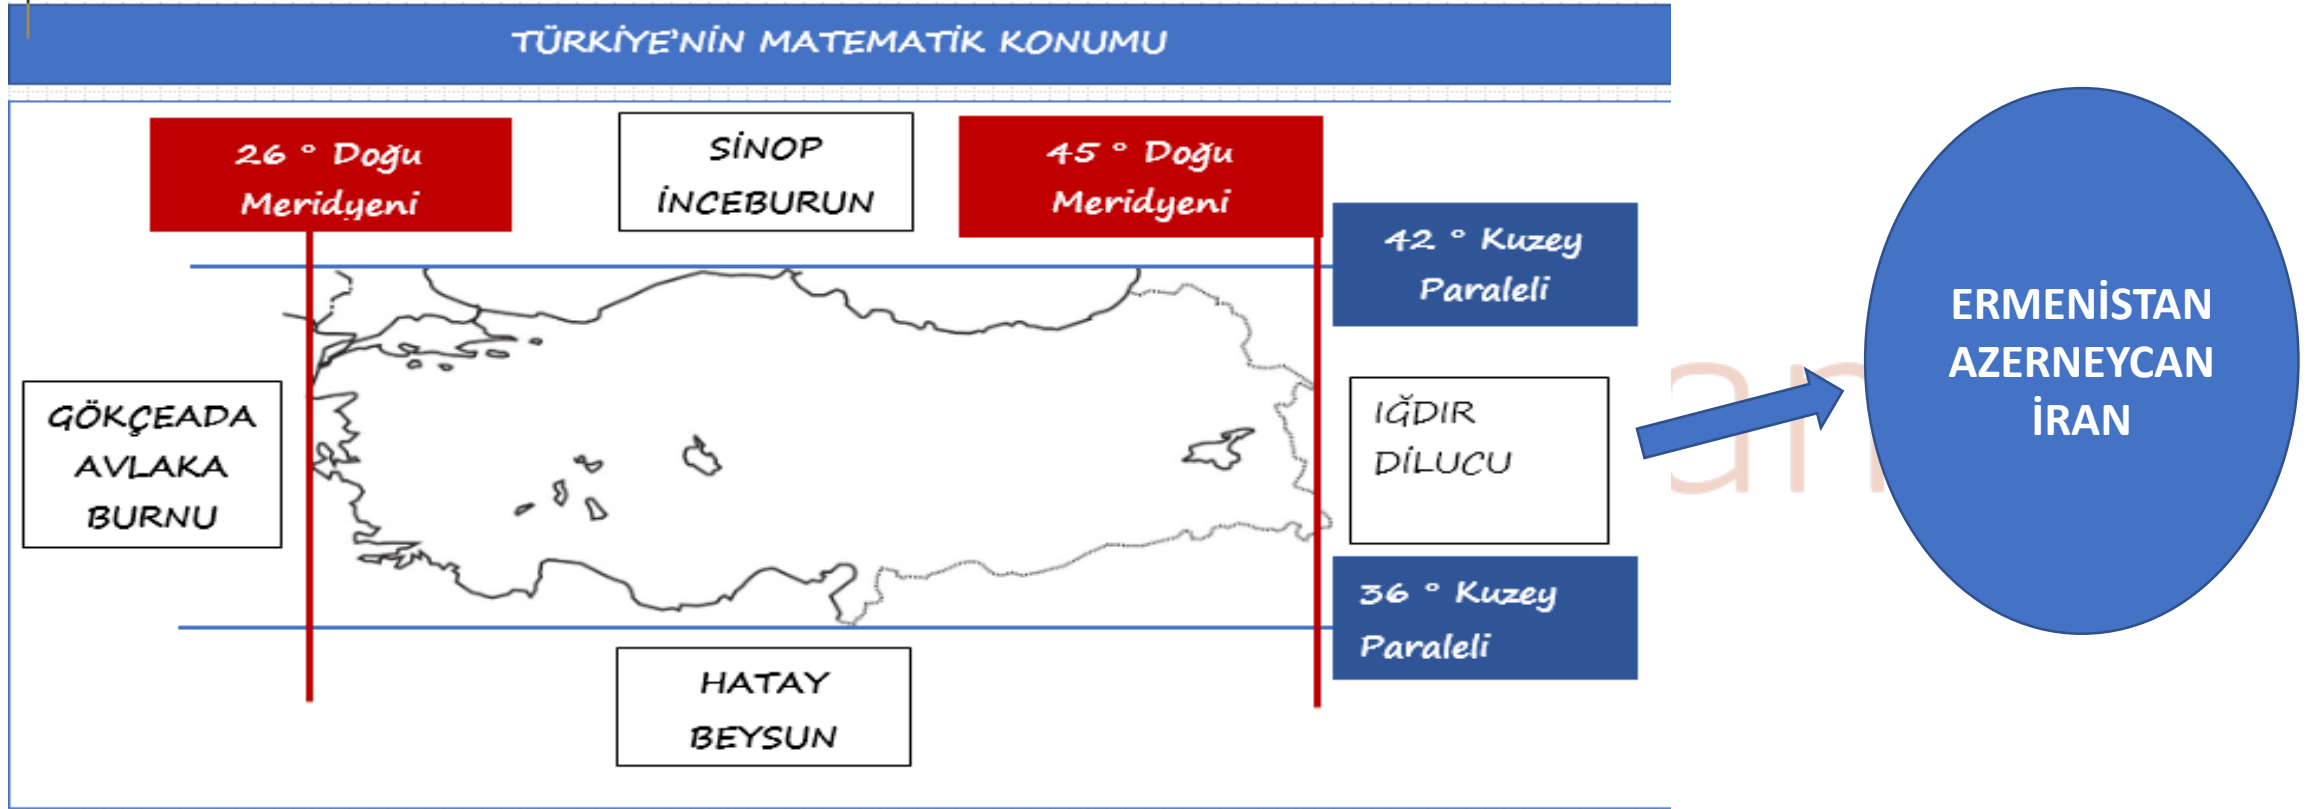 TÜRKİYE'NİN MATEMATİK KONUMU
26 ° Doğu
Meridyeni
SİNOP
İNCEBURUN
45 ° Doğu
Meridyeni
42 ° Kuzey
Paraleli
GÖKÇEADA
AVLAKA
BURNU
IĞDIR
DİLUCU
ERMENİSTAN
AZERNEYCAN
İRAN
36 ° Kuzey
Paraleli
HATAY
BEYSUN